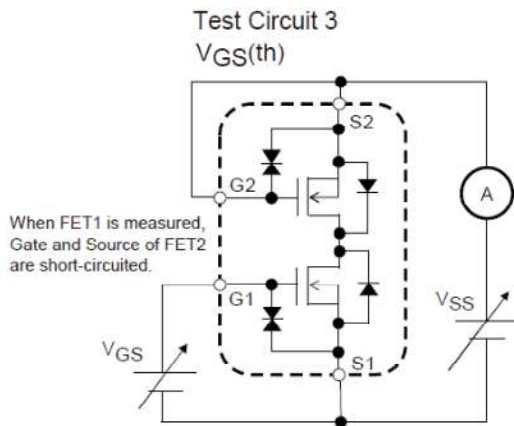 Test Circuit 3
VGS(th)
S2
G2
A
When FET1 is measured,
Gate and Source of FET2
are short-circuited.
G1
VSS
VGS
S1